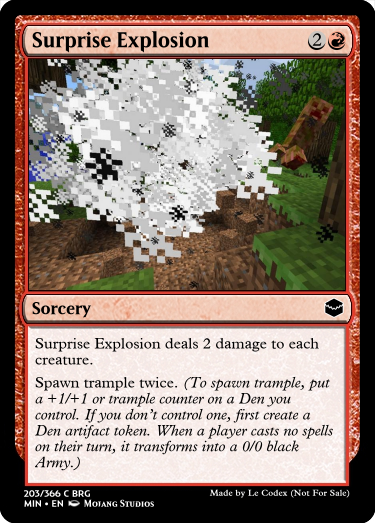 Surprise Explosion 2
Sorcery
Surprise Explosion deals 2 damage to each
creature.
Spawn trample twice. (To spawn trample, put
a +1/+1 or trample counter on a Den you
control. If you don't control one, first create a
Den artifact token. When a player casts no spells
on their turn, it transforms into a 0/0 black
Army.)
203/366 C BRG
MIN • EN Mojang Studios
Made by Le Codex (Not For Sale)